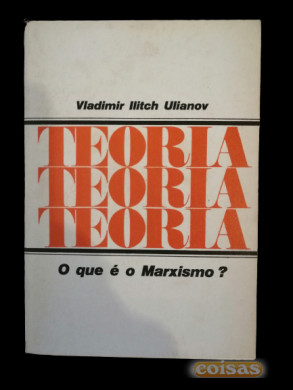 Vladimir Ilitch Ulianov
TEORIA
TEORIA
TEORIA
O que é o Marxismo ?
coisas